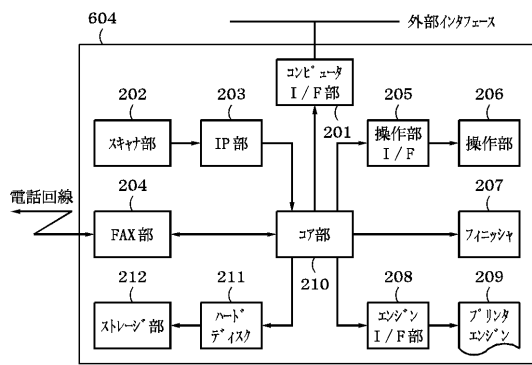 604
外部インタフェース
コンピュータ
I/F部
201
202
スキャナ部
203
IP部
205
操作部
I/F
206
操作部
電話回線
204
FAX部
コア部
210
207
フィニッシャ
212
ストレージ部
211
ハード
ディスク
208
エンジン
I/F部
209
プリンタ
エンジン